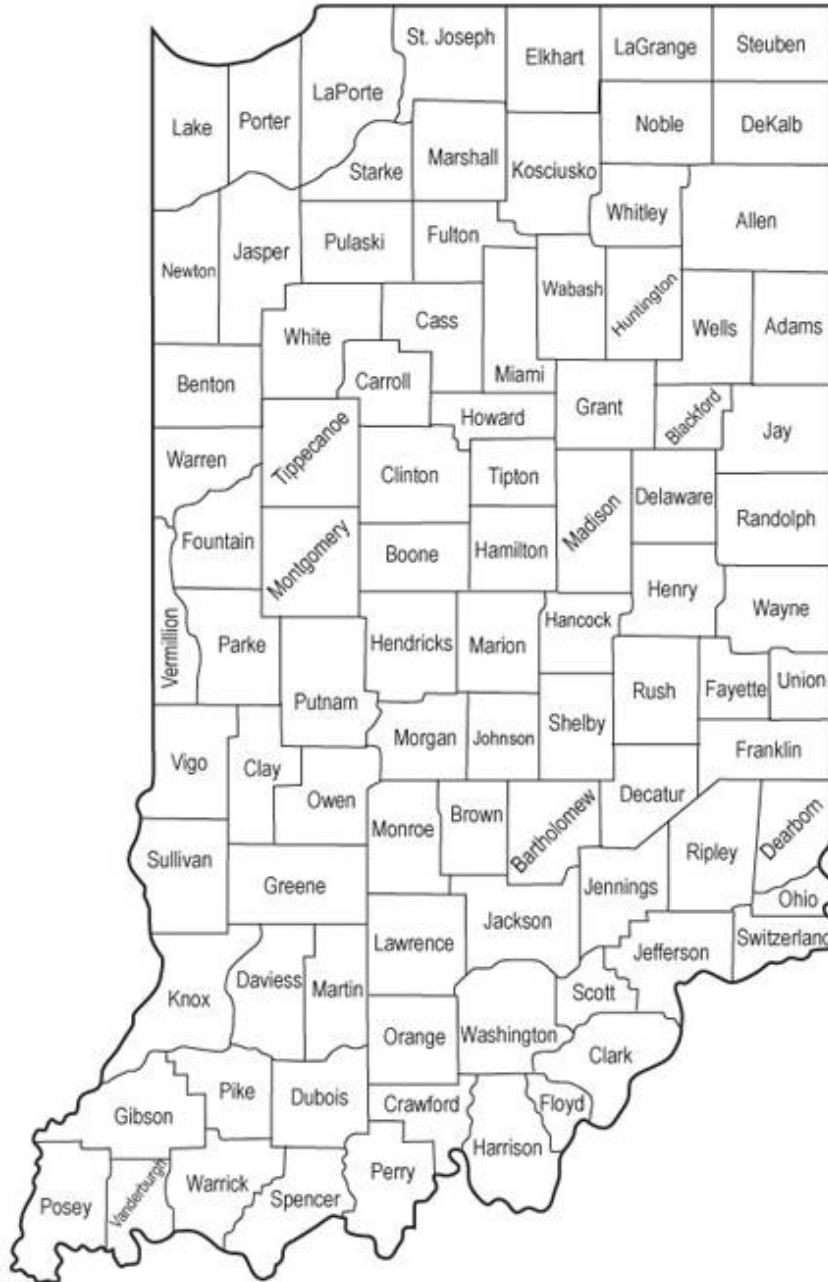 St. Joseph
Elkhart
LaGrange
Steuben
LaPorte
Lake
Porter
Noble
DeKalb
Starke
Marshall
Kosciusko
Whitley
Allen
Newton
Jasper
Pulaski
Fulton
Wabash
Huntington
White
Cass
Miami
Wells
Adams
Benton
Carroll
Howard
Grant
Blackford
Jay
Warren
Tippecanoe
Clinton
Tipton
Madison
Delaware
Randolph
Fountain
Montgomery
Boone
Hamilton
Henry
Wayne
Vermillion
Parke
Hendricks
Marion
Hancock
Putnam
Rush
Fayette
Union
Morgan
Johnson
Shelby
Franklin
Vigo
Clay
Owen
Monroe
Brown
Bartholomew
Decatur
Dearborn
Sullivan
Greene
Ripley
Jennings
Ohio
Jackson
Lawrence
Jefferson
Switzerland
Knox
Daviess
Martin
Scott
Orange
Washington
Clark
Gibson
Pike
Dubois
Crawford
Floyd
Harrison
Posey
Vanderburgh
Warrick
Spencer
Perry